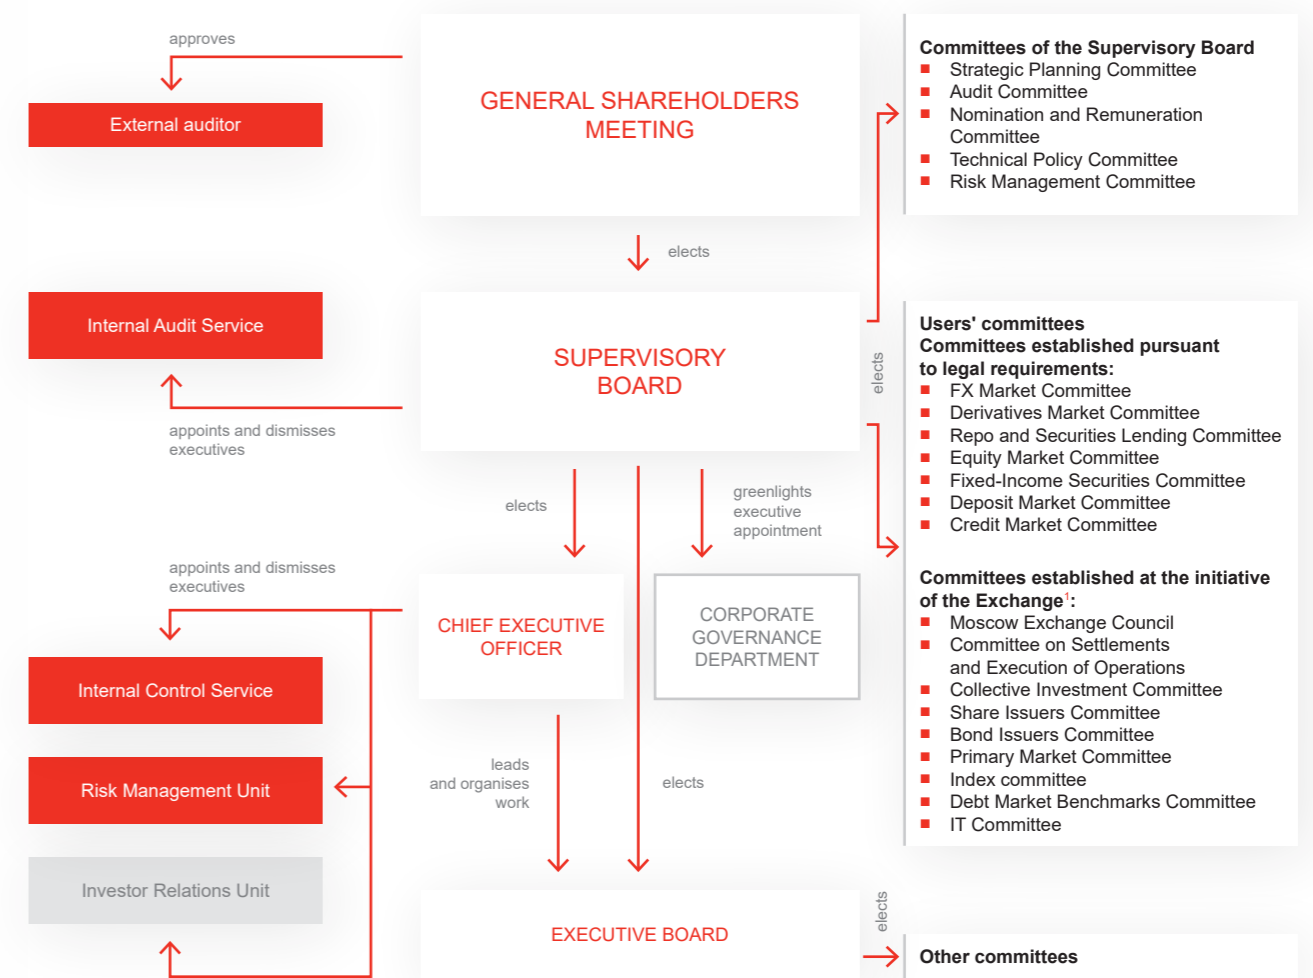 approves
External auditor
GENERAL SHAREHOLDERS
MEETING
elects
Committees of the Supervisory Board
Strategic Planning Committee
Audit Committee
Nomination and Remuneration
Committee
Technical Policy Committee
Risk Management Committee
Internal Audit Service
appoints and dismisses
executives
SUPERVISORY
BOARD
elects
Users' committees
Committees established pursuant
to legal requirements:
FX Market Committee
Derivatives Market Committee
Repo and Securities Lending Committee
Equity Market Committee
Fixed-Income Securities Committee
Deposit Market Committee
Credit Market Committee
Committees established at the initiative
of the Exchange¹:
Moscow Exchange Council
Committee on Settlements
and Execution of Operations
Collective Investment Committee
Share Issuers Committee
Bond Issuers Committee
Primary Market Committee
Index committee
Debt Market Benchmarks Committee
IT Committee
elects
greenlights
executive
appointment
appoints and dismisses
executives
CHIEF EXECUTIVE
OFFICER
CORPORATE
GOVERNANCE
DEPARTMENT
Internal Control Service
Risk Management Unit
Investor Relations Unit
leads
and organises
work
elects
EXECUTIVE BOARD
elects
Other committees